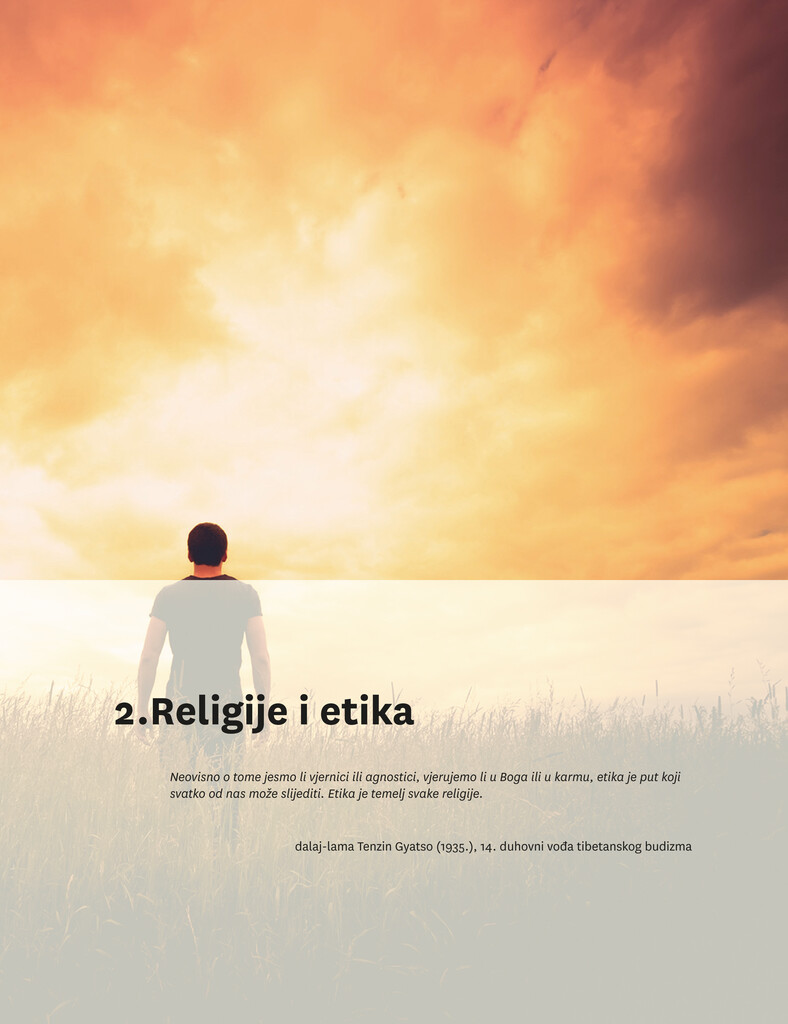 2.Religije i etika
Neovisno o tome jesmo li vjernici ili agnostici, vjerujemo li u Boga ili u karmu, etika je put koji
svatko od nas može slijediti. Etika je temelj svake religije.
dalaj-lama Tenzin Gyatso (1935.), 14. duhovni vođa tibetanskog budizma